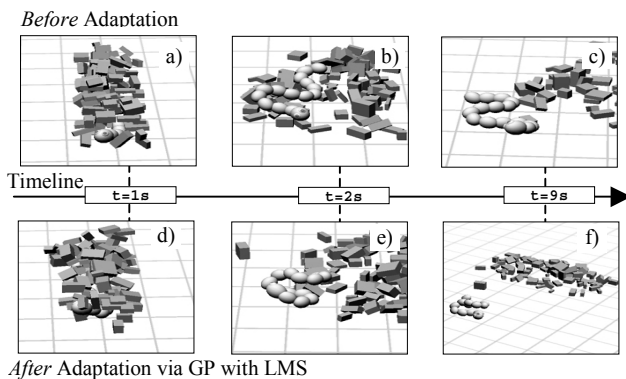 Before Adaptation
a)
b)
c)
Timeline
t=1s
t=2s
t=9s
d)
e)
f)
After Adaptation via GP with LMS